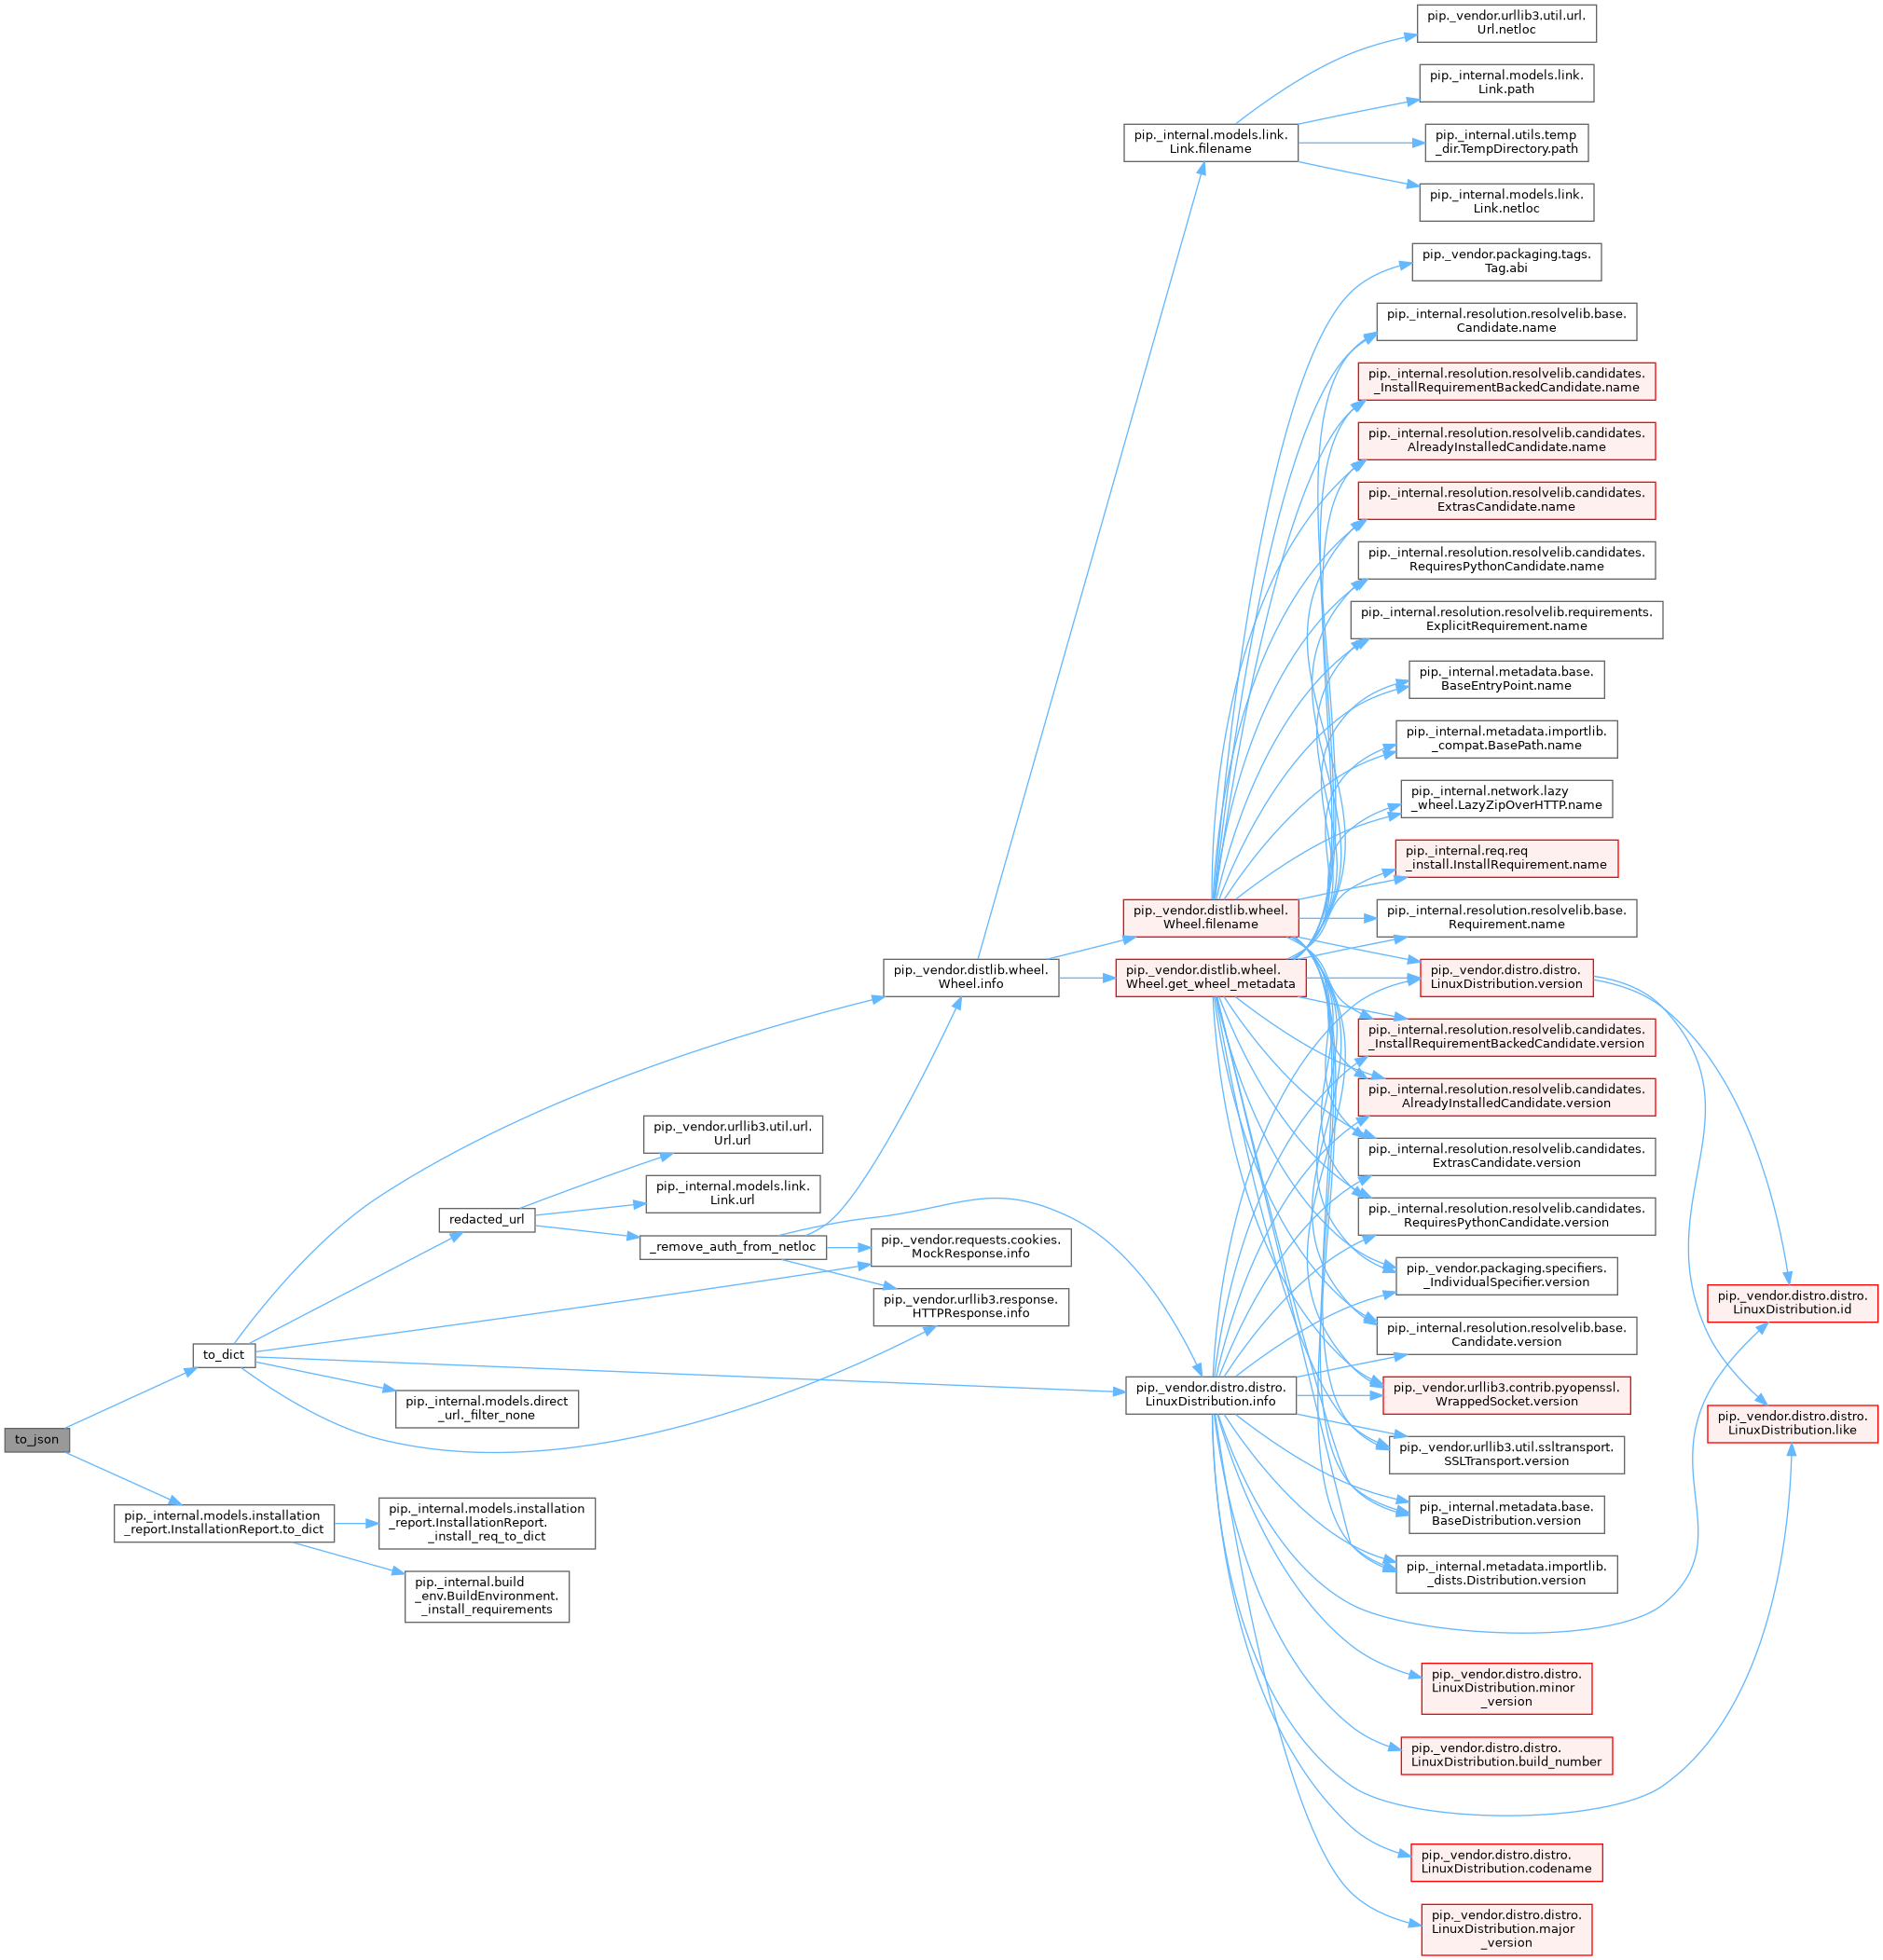 to_json
to_dict
pip._internal.models.installation
_report.InstallationReport.to_dict
redacted_url
pip._internal.models.direct
_url._filter_none
pip._internal.models.installation
_report.InstallationReport.
_install_req_to_dict
pip._internal.build
_env.BuildEnvironment.
_install_requirements
pip._vendor.urllib3.util.url.
Url.url
pip._internal.models.link.
Link.url
_remove_auth_from_netloc
pip._vendor.distlib.wheel.
Wheel.info
pip._vendor.requests.cookies.
MockResponse.info
pip._vendor.urllib3.response.
HTTPResponse.info
pip._internal.models.link.
Link.filename
pip._vendor.distlib.wheel.
Wheel.filename
pip._vendor.distlib.wheel.
Wheel.get_wheel_metadata
pip._vendor.distro.distro.
LinuxDistribution.info
pip._vendor.urllib3.util.url.
Url.netloc
pip._internal.models.link.
Link.path
pip._internal.utils.temp
_dir.TempDirectory.path
pip._internal.models.link.
Link.netloc
pip._vendor.packaging.tags.
Tag.abi
pip._internal.resolution.resolvelib.base.
Candidate.name
pip._internal.resolution.resolvelib.candidates.
_InstallRequirementBackedCandidate.name
pip._internal.resolution.resolvelib.candidates.
AlreadyInstalledCandidate.name
pip._internal.resolution.resolvelib.candidates.
ExtrasCandidate.name
pip._internal.resolution.resolvelib.candidates.
RequiresPythonCandidate.name
pip._internal.resolution.resolvelib.requirements.
ExplicitRequirement.name
pip._internal.metadata.base.
BaseEntryPoint.name
pip._internal.metadata.importlib.
_compat.BasePath.name
pip._internal.network.lazy
_wheel.LazyZipOverHTTP.name
pip._internal.req.req
_install.InstallRequirement.name
pip._internal.resolution.resolvelib.base.
Requirement.name
pip._vendor.distro.distro.
LinuxDistribution.version
pip._internal.resolution.resolvelib.candidates.
_InstallRequirementBackedCandidate.version
pip._internal.resolution.resolvelib.candidates.
AlreadyInstalledCandidate.version
pip._internal.resolution.resolvelib.candidates.
ExtrasCandidate.version
pip._internal.resolution.resolvelib.candidates.
RequiresPythonCandidate.version
pip._vendor.packaging.specifiers.
_IndividualSpecifier.version
pip._internal.resolution.resolvelib.base.
Candidate.version
pip._vendor.urllib3.contrib.pyopenssl.
WrappedSocket.version
pip._vendor.urllib3.util.ssltransport.
SSLTransport.version
pip._internal.metadata.base.
BaseDistribution.version
pip._internal.metadata.importlib.
_dists.Distribution.version
pip._vendor.distro.distro.
LinuxDistribution.minor
_version
pip._vendor.distro.distro.
LinuxDistribution.build_number
pip._vendor.distro.distro.
LinuxDistribution.codename
pip._vendor.distro.distro.
LinuxDistribution.major
_version
pip._vendor.distro.distro.
LinuxDistribution.id
pip._vendor.distro.distro.
LinuxDistribution.like